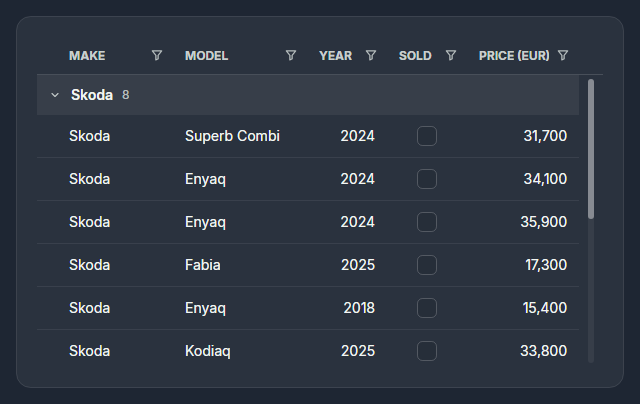 MAKE MODEL YEAR SOLD PRICE (EUR)
Skoda 8
Skoda Superb Combi 2024 31,700
Skoda Enyaq 2024 34,100
Skoda Enyaq 2024 35,900
Skoda Fabia 2025 17,300
Skoda Enyaq 2018 15,400
Skoda Kodiaq 2025 33,800